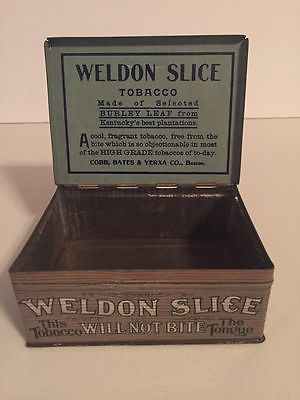 WELDON SLICE
TOBACCO
Made of Selected
BURLEY LEAF from
Kentucky's best plantations.
A cool, fragrant tobacco, free from the
bite which is so objectionable in most
of the HIGH GRADE tobaccos of to-day.
COBB, BATES & YERXA CO., Boston.
WELDON SLICE
This Tobacco WILL NOT BITE The Tongue